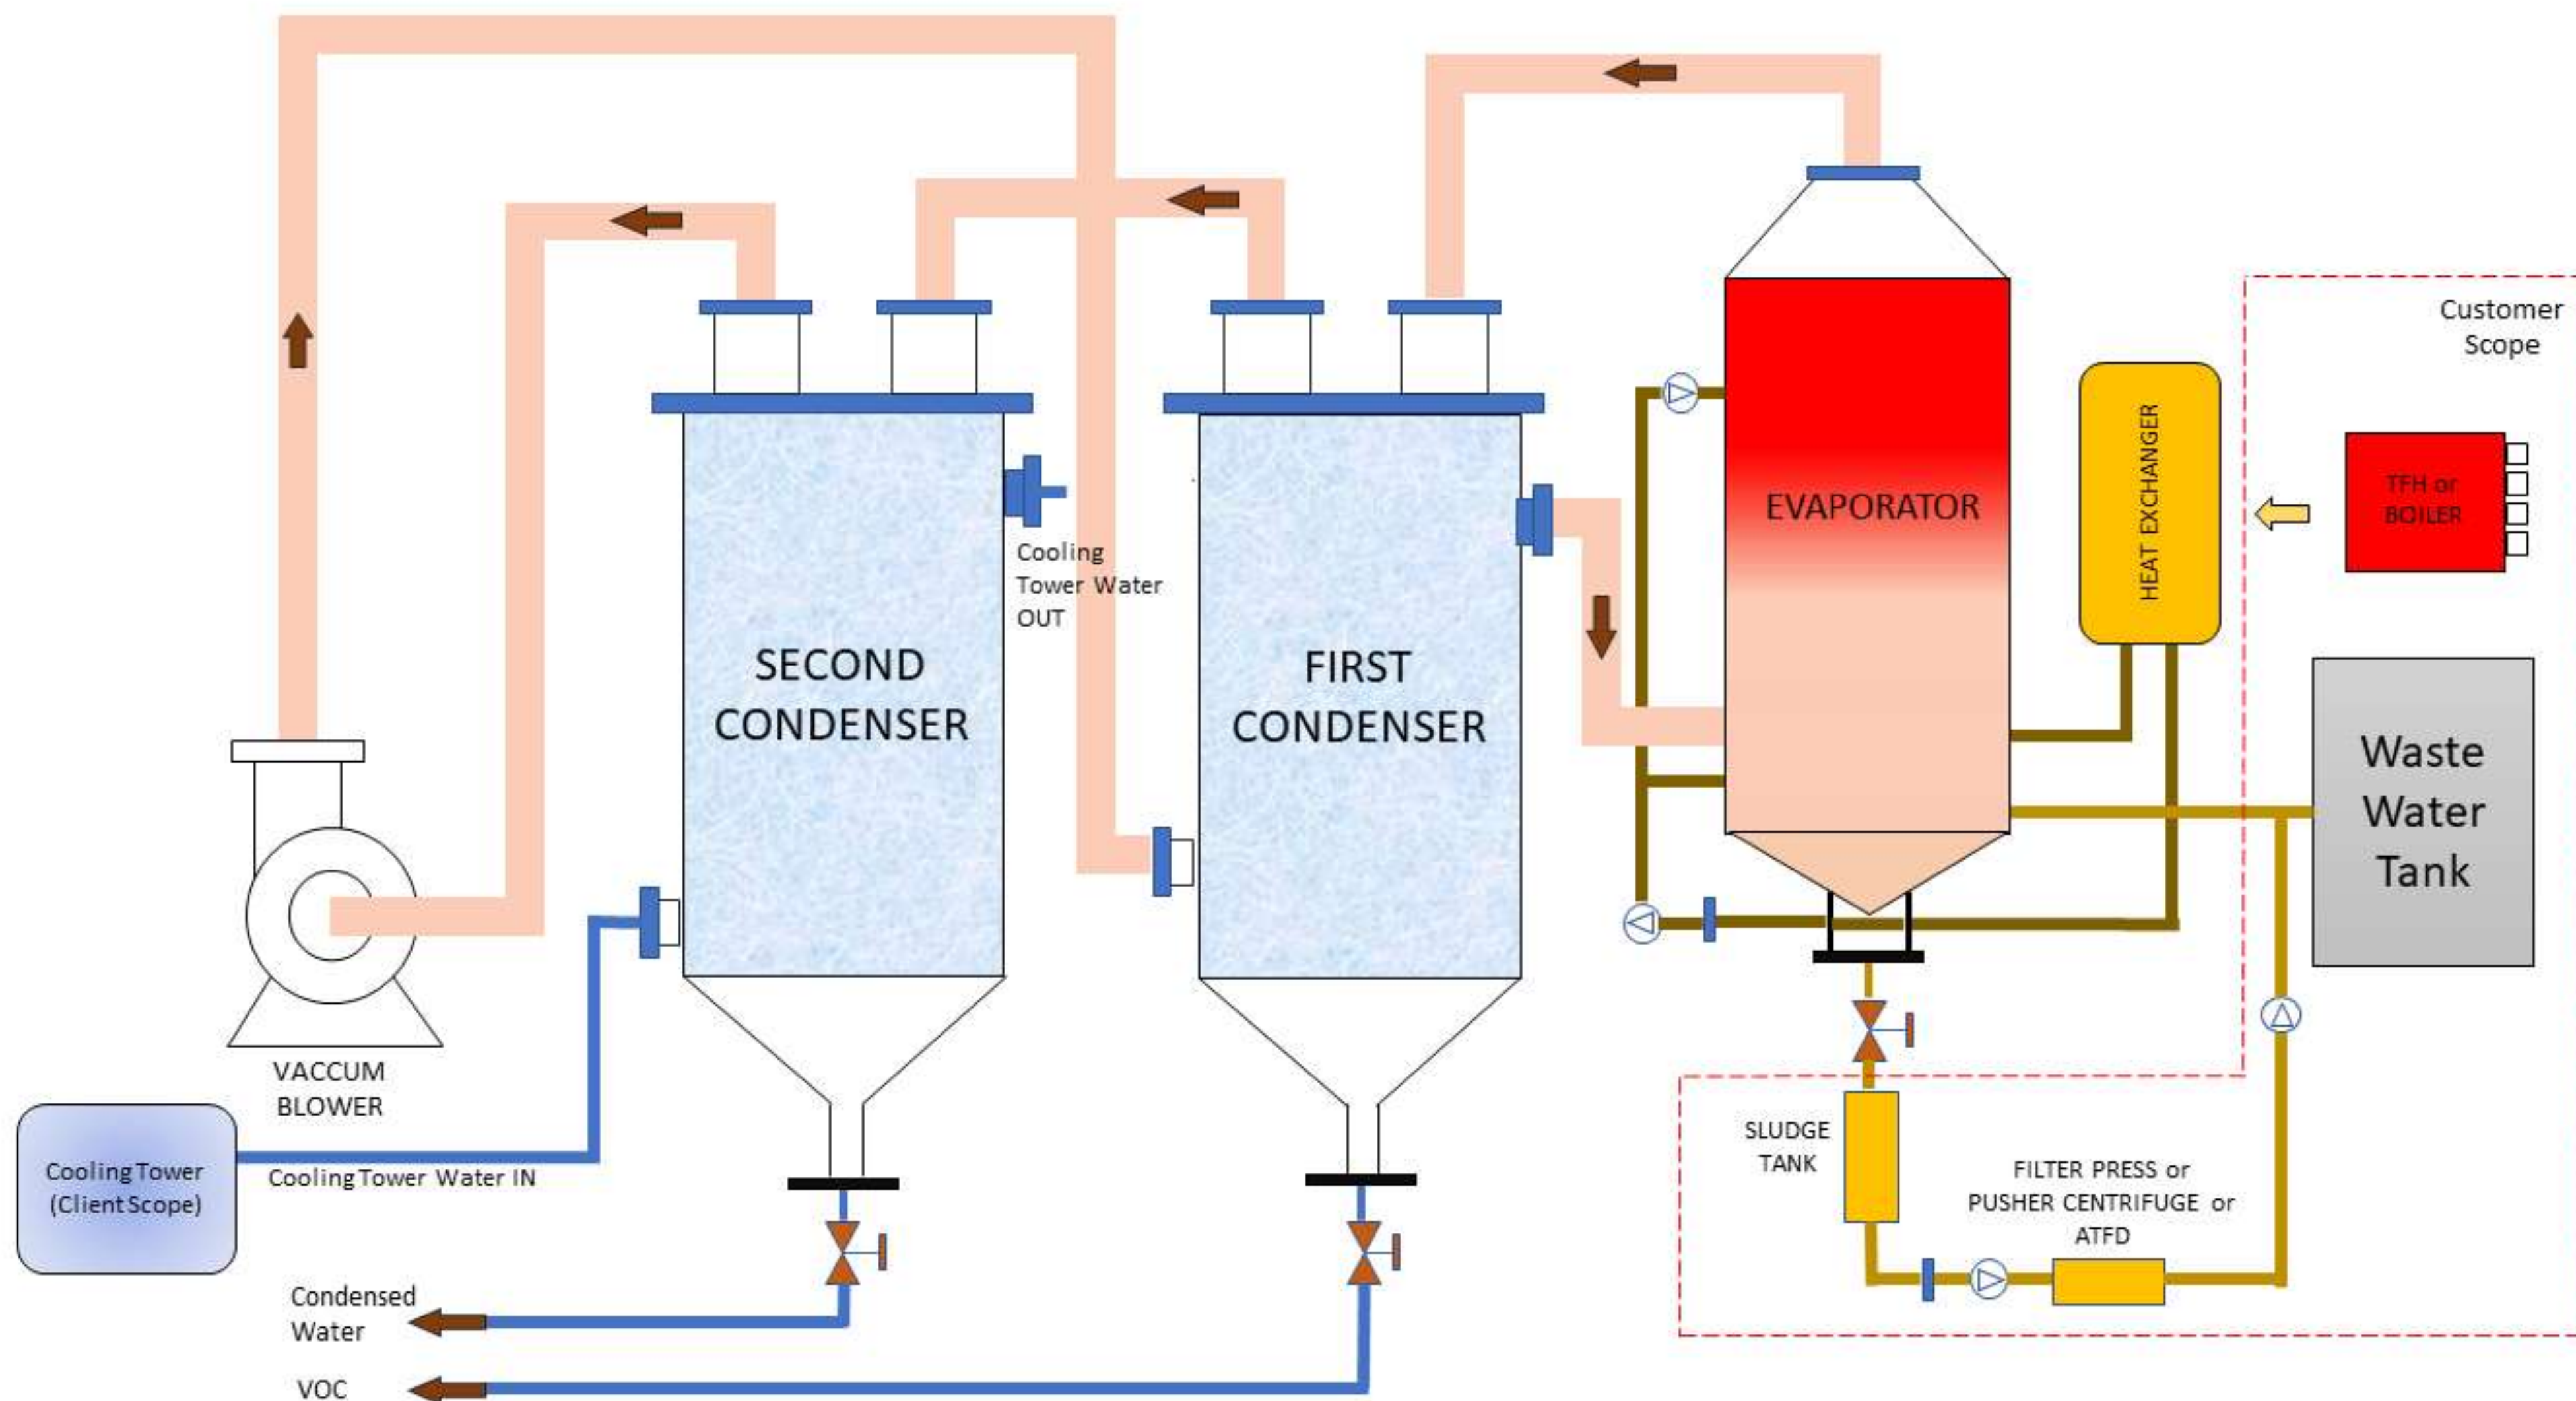 Customer
Scope
HEAT EXCHANGER
TFH or
BOILER
EVAPORATOR
Cooling
Tower Water
OUT
SECOND
CONDENSER
FIRST
CONDENSER
Waste
Water
Tank
VACCUM
BLOWER
Cooling Tower
(Client Scope)
Cooling Tower Water IN
SLUDGE
TANK
FILTER PRESS or
PUSHER CENTRIFUGE or
ATFD
Condensed
Water
VOC